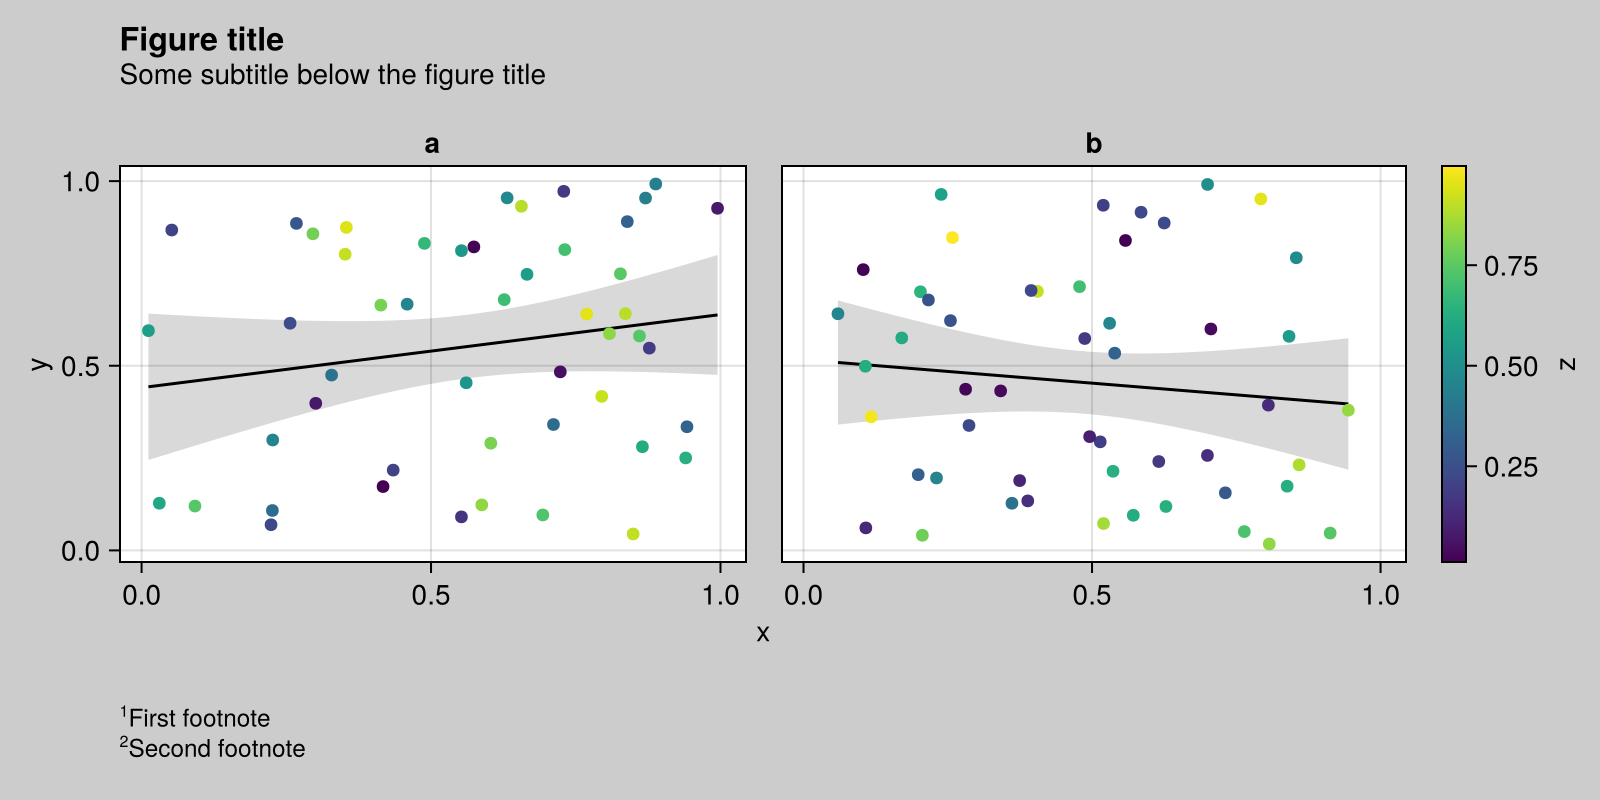 Figure title
Some subtitle below the figure title
a
b
1.0
0.5
0.0
y
0.0
0.5
1.0
0.0
0.5
1.0
x
0.75
0.50
0.25
z
¹First footnote
²Second footnote